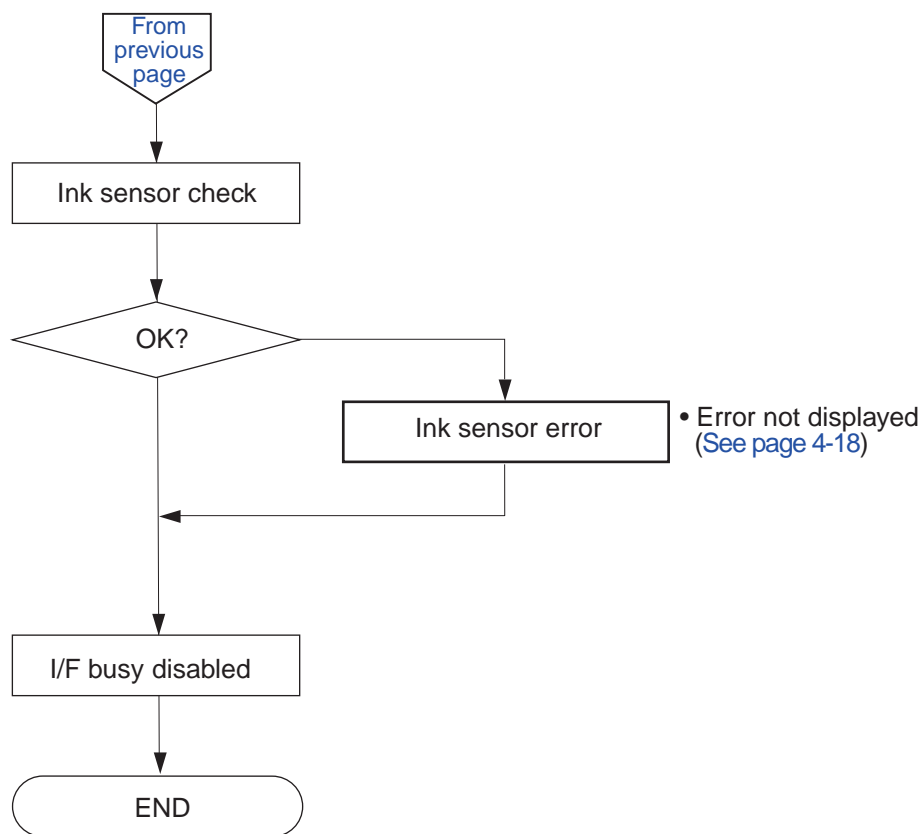 From
previous
page
Ink sensor check
OK?
Ink sensor error
• Error not displayed
(See page 4-18)
I/F busy disabled
END